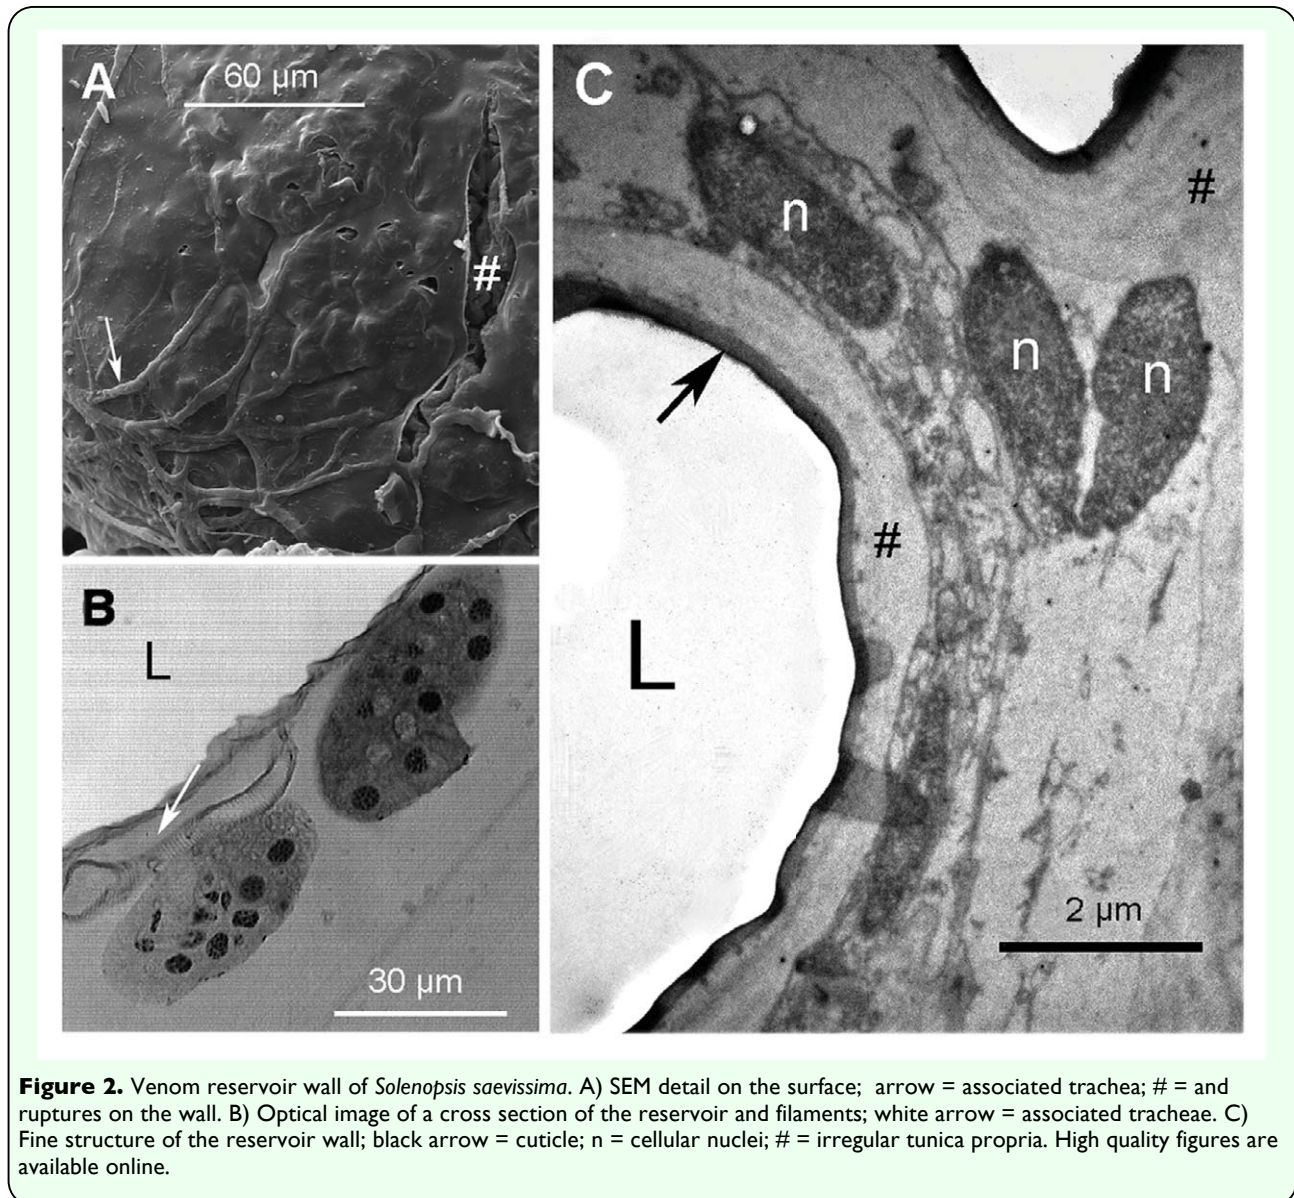 A
60 µm
#
B
L
30 µm
C
n
#
n
n
#
L
2 µm
Figure 2. Venom reservoir wall of Solenopsis saevissima. A) SEM detail on the surface; arrow = associated trachea; # = and
ruptures on the wall. B) Optical image of a cross section of the reservoir and filaments; white arrow = associated tracheae. C)
Fine structure of the reservoir wall; black arrow = cuticle; n = cellular nuclei; # = irregular tunica propria. High quality figures are
available online.